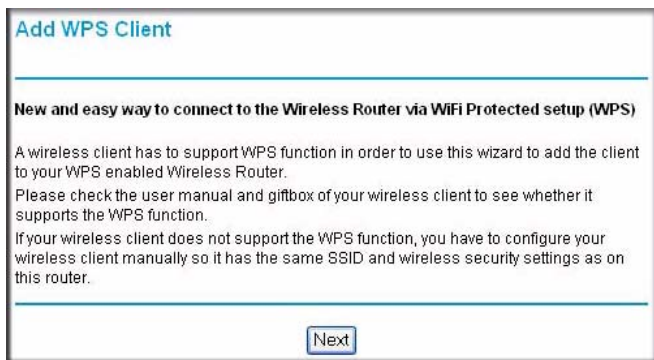 Add WPS Client
New and easy way to connect to the Wireless Router via WiFi Protected setup (WPS)
A wireless client has to support WPS function in order to use this wizard to add the client
to your WPS enabled Wireless Router.
Please check the user manual and giftbox of your wireless client to see whether it
supports the WPS function.
If your wireless client does not support the WPS function, you have to configure your
wireless client manually so it has the same SSID and wireless security settings as on
this router.
Next